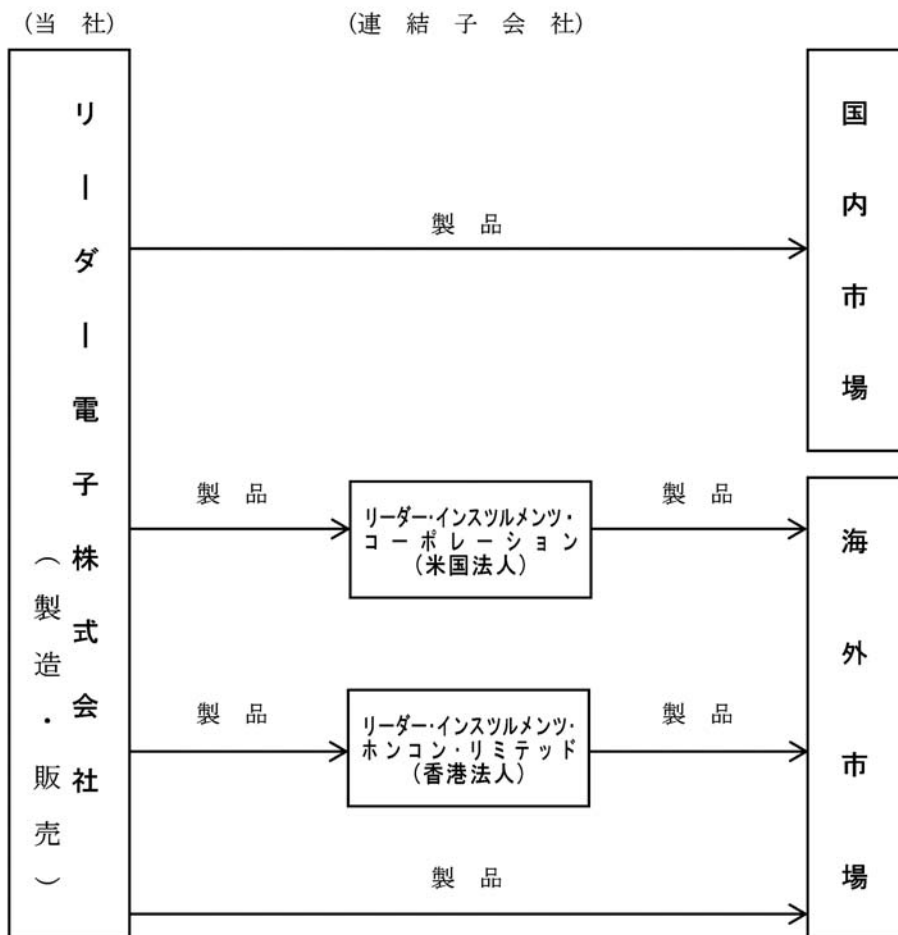 (当 社)
(連 結 子 会 社)
リーダー電子株式会社
(製造・販売)
製 品
国内市場
製 品
リーダー・インスツルメンツ・
コーポレーション
(米国法人)
製 品
海外市場
製 品
リーダー・インスツルメンツ・
ホンコン・リミテッド
(香港法人)
製 品
製 品